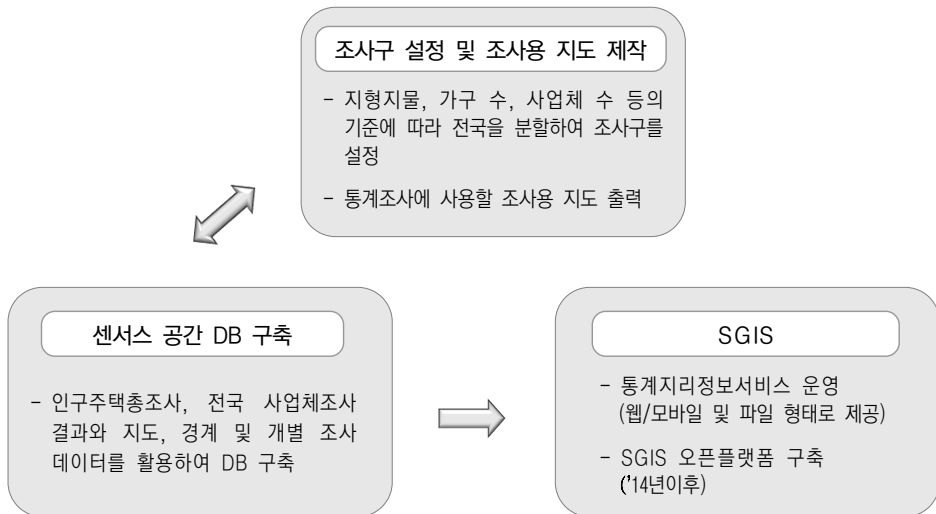 조사구 설정 및 조사용 지도 제작
- 지형지물, 가구 수, 사업체 수 등의
기준에 따라 전국을 분할하여 조사구를
설정
- 통계조사에 사용할 조사용 지도 출력
센서스 공간 DB 구축
- 인구주택총조사, 전국 사업체조사
결과와 지도, 경계 및 개별 조사
데이터를 활용하여 DB 구축
SGIS
- 통계지리정보서비스 운영
(웹/모바일 및 파일 형태로 제공)
- SGIS 오픈플랫폼 구축
('14년이후)